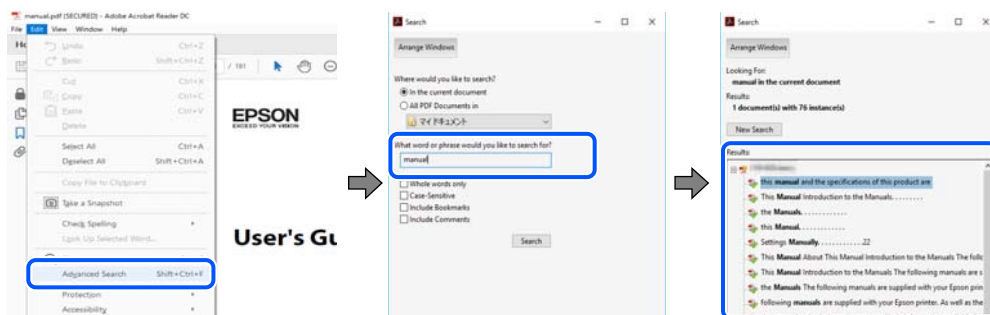 manual.pdf (SECURED) - Adobe Acrobat Reader DC
File Edit View Window Help
Undo Ctrl+Z
Redo Shift+Ctrl+Z
Cut Ctrl+X
Copy Ctrl+C
Paste Ctrl+V
Delete
Select All Ctrl+A
Deselect All Shift+Ctrl+A
Copy File to Clipboard
Take a Snapshot
Check Spelling
Look Up Selected Word...
Advanced Search Shift+Ctrl+F
Protection
Accessibility
/ 191
EPSON
EXCEED YOUR VISION
User's Gu
Search
Arrange Windows
Where would you like to search?
In the current document
All PDF Documents in
マイ ドキュメント
What word or phrase would you like to search for?
manual
Whole words only
Case-Sensitive
Include Bookmarks
Include Comments
Search
Search
Arrange Windows
Looking For:
manual in the current document
Results:
1 document(s) with 76 instance(s)
New Search
Results:
this manual and the specifications of this product are
This Manual Introduction to the Manuals. . . . . . . . .
the Manuals. . . . . . . . . . . . .
this Manual. . . . . . . . . . . . .
Settings Manually. . . . . . . . . . . . .22
This Manual About This Manual Introduction to the Manuals The follo
This Manual Introduction to the Manuals The following manuals are s
the Manuals The following manuals are supplied with your Epson prin
following manuals are supplied with your Epson printer. As well as the